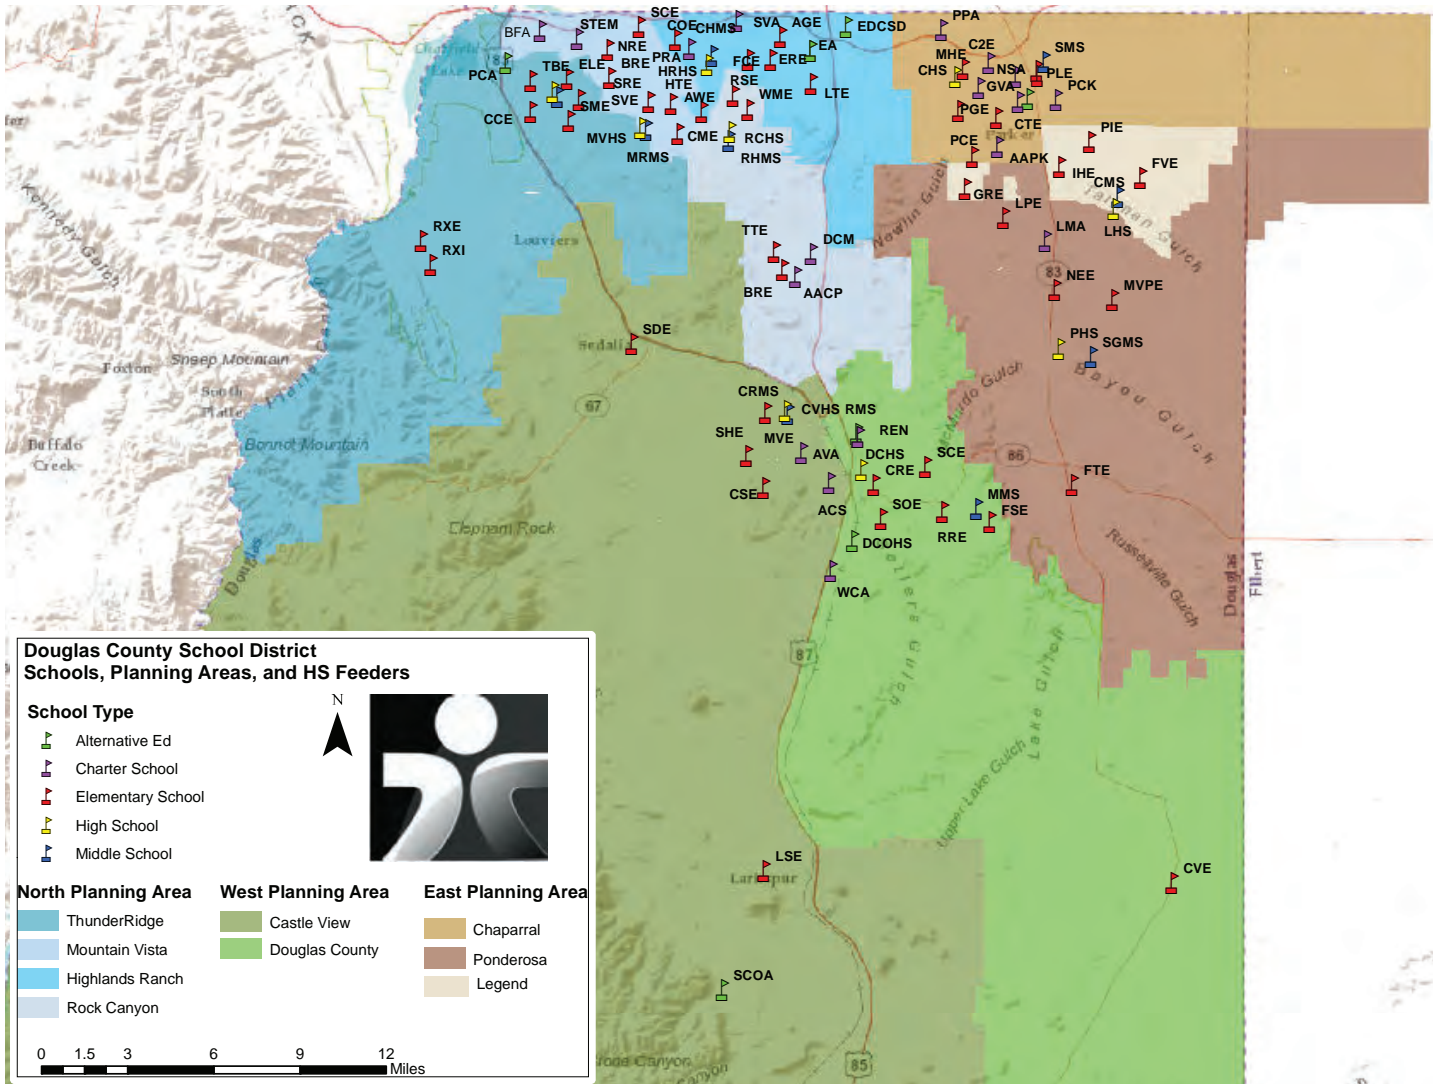 SCE
SVA
AGE
EDCSD
PPA
BFA
STEM
COE
CHMS
EA
C2E
SMS
NRE
PRA
MHE
ELE
BRE
FCE
ERE
NSA
PLE
TBE
HRHS
CHS
PCA
SRE
HTE
RSE
GVA
PCK
SVE
AWE
WME
LTE
SME
PGE
CCE
CTE
PIE
MVHS
CME
RCHS
Parker
PCE
MRMS
RHMS
AAPK
IHE
FVE
CMS
GRE
LPE
LHS
Newlin Gulch
Kennedy Gulch
RXE
Louviers
TTE
DCM
LMA
RXI
83
NEE
MVPE
BRE
AACP
SDE
Sedalia
PHS
SGMS
Sheep Mountain
Foxton
South
Platte
McMurdo Gulch
Bayou Gulch
67
CRMS
CVHS
RMS
REN
Bannot Mountain
Buffalo
Creek
SHE
MVE
AVA
DCHS
SCE
86
CRE
FTE
CSE
ACS
MMS
SOE
FSE
Clapham Rock
RRE
DCOHS
Russellville Gulch
Douglas
Douglas
Elbert
WCA
87
Lake Gulch
Upper Lake Gulch
LSE
Larkspur
CVE
SCOA
85
Canyon
Douglas County School District
Schools, Planning Areas, and HS Feeders
N
School Type
Alternative Ed
Charter School
Elementary School
High School
Middle School
North Planning Area
ThunderRidge
Mountain Vista
Highlands Ranch
Rock Canyon
West Planning Area
Castle View
Douglas County
East Planning Area
Chaparral
Ponderosa
Legend
0 1.5 3 6 9 12
Miles